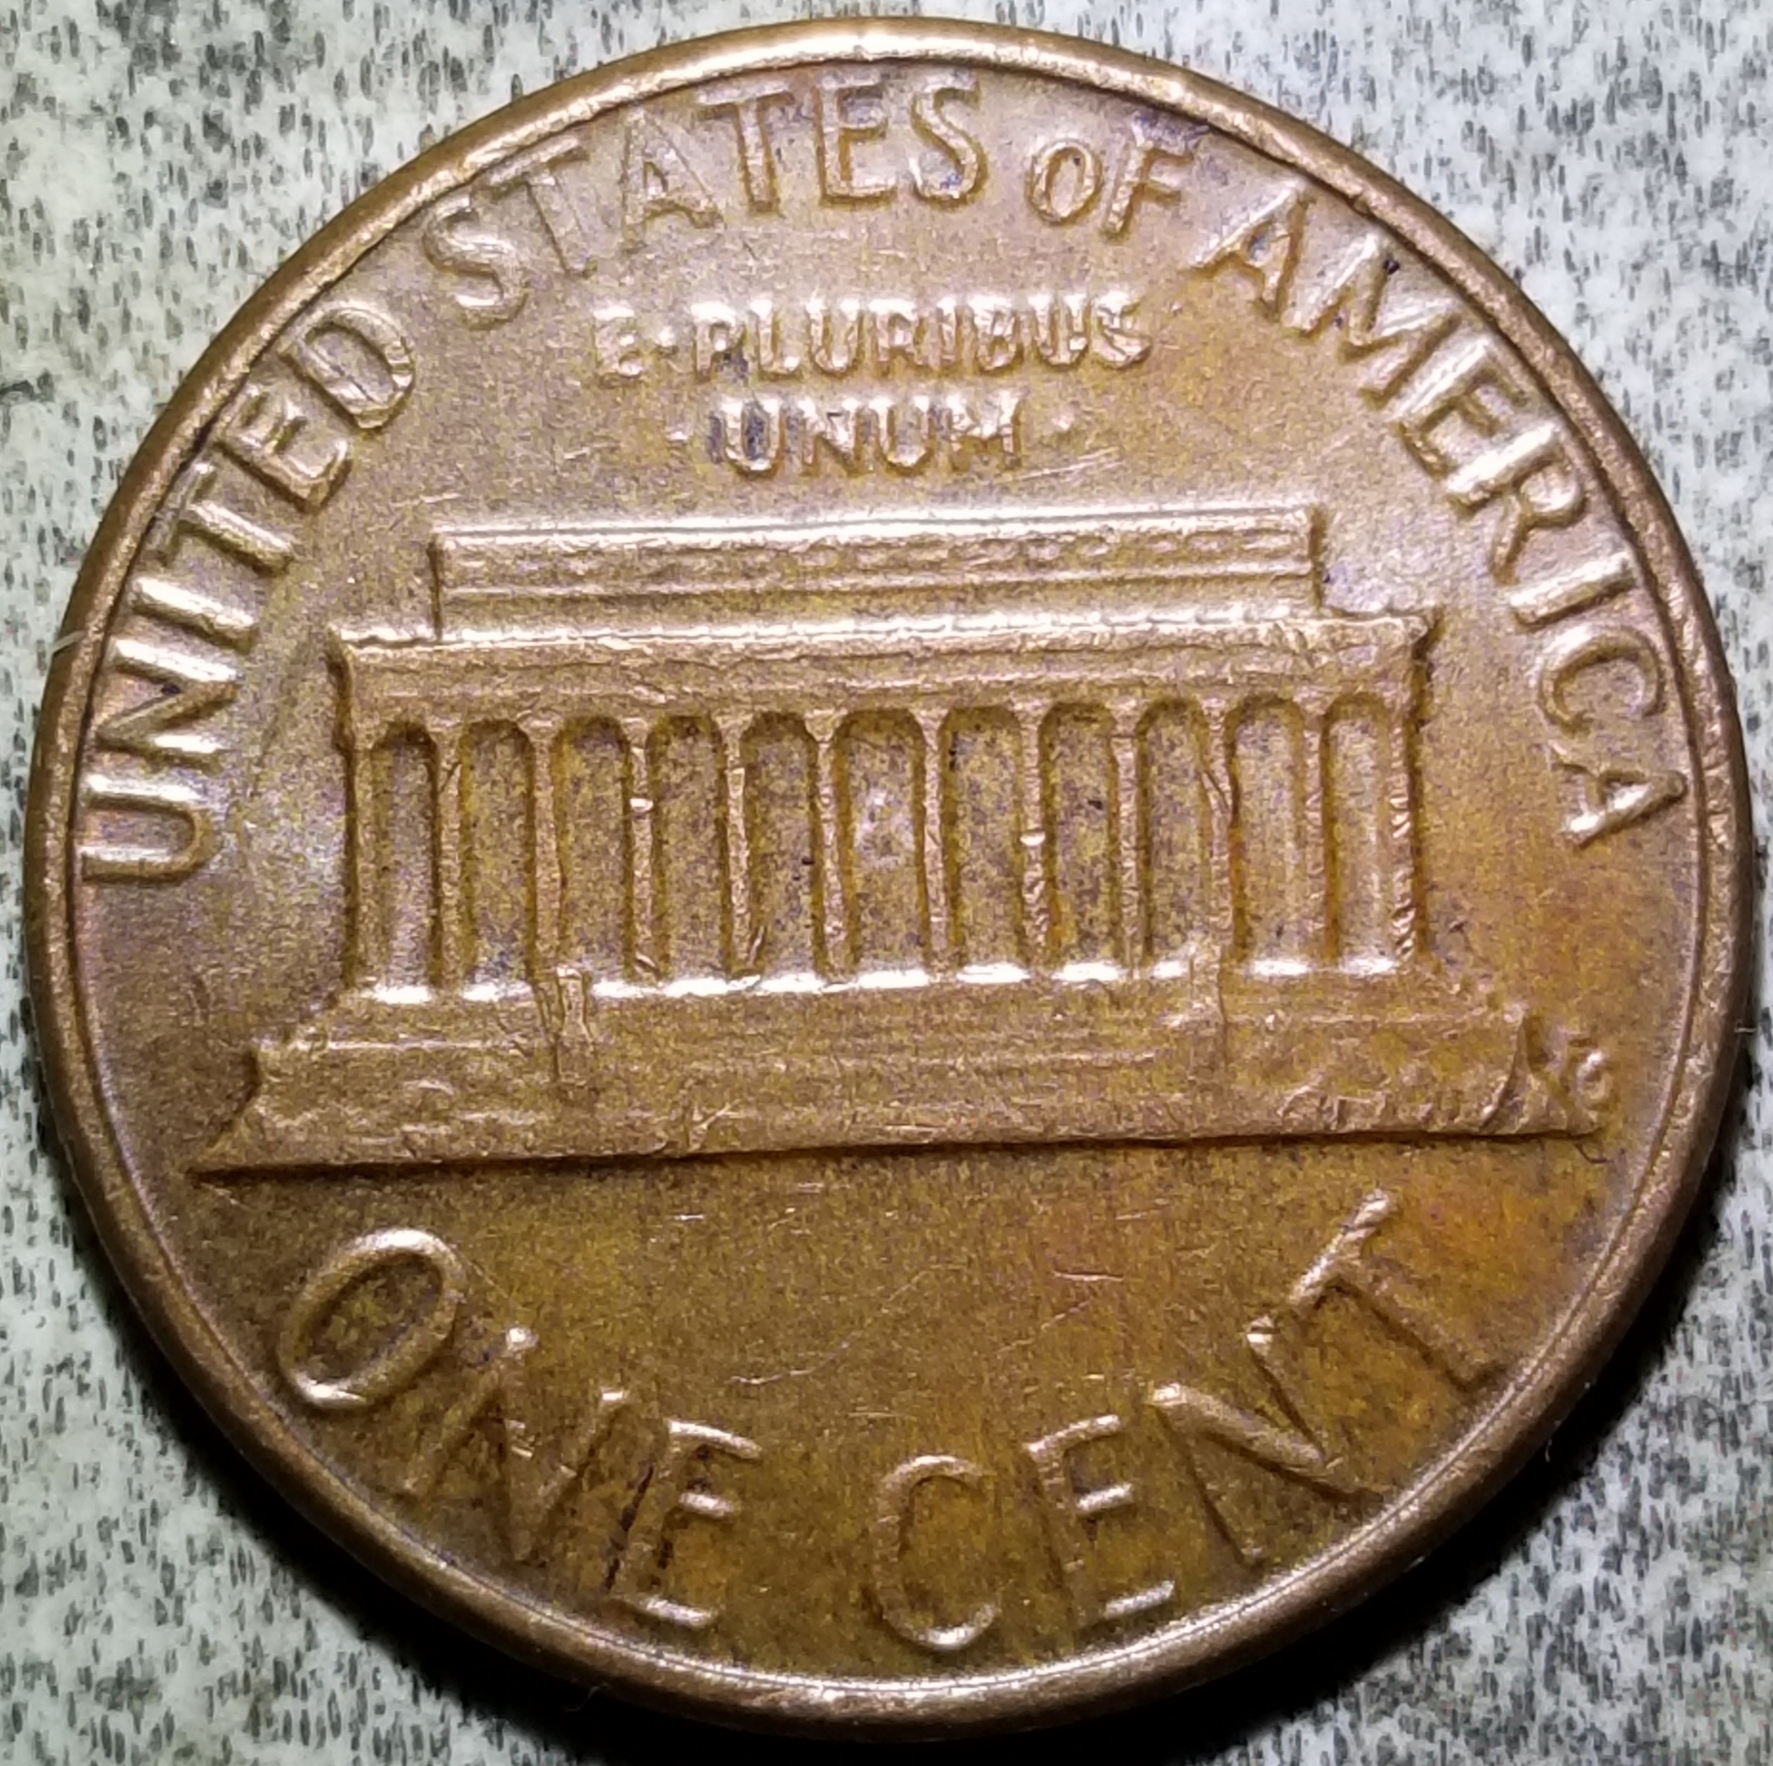 UNITED STATES OF AMERICA
E·PLURIBUS
·UNUM·
ONE CENT